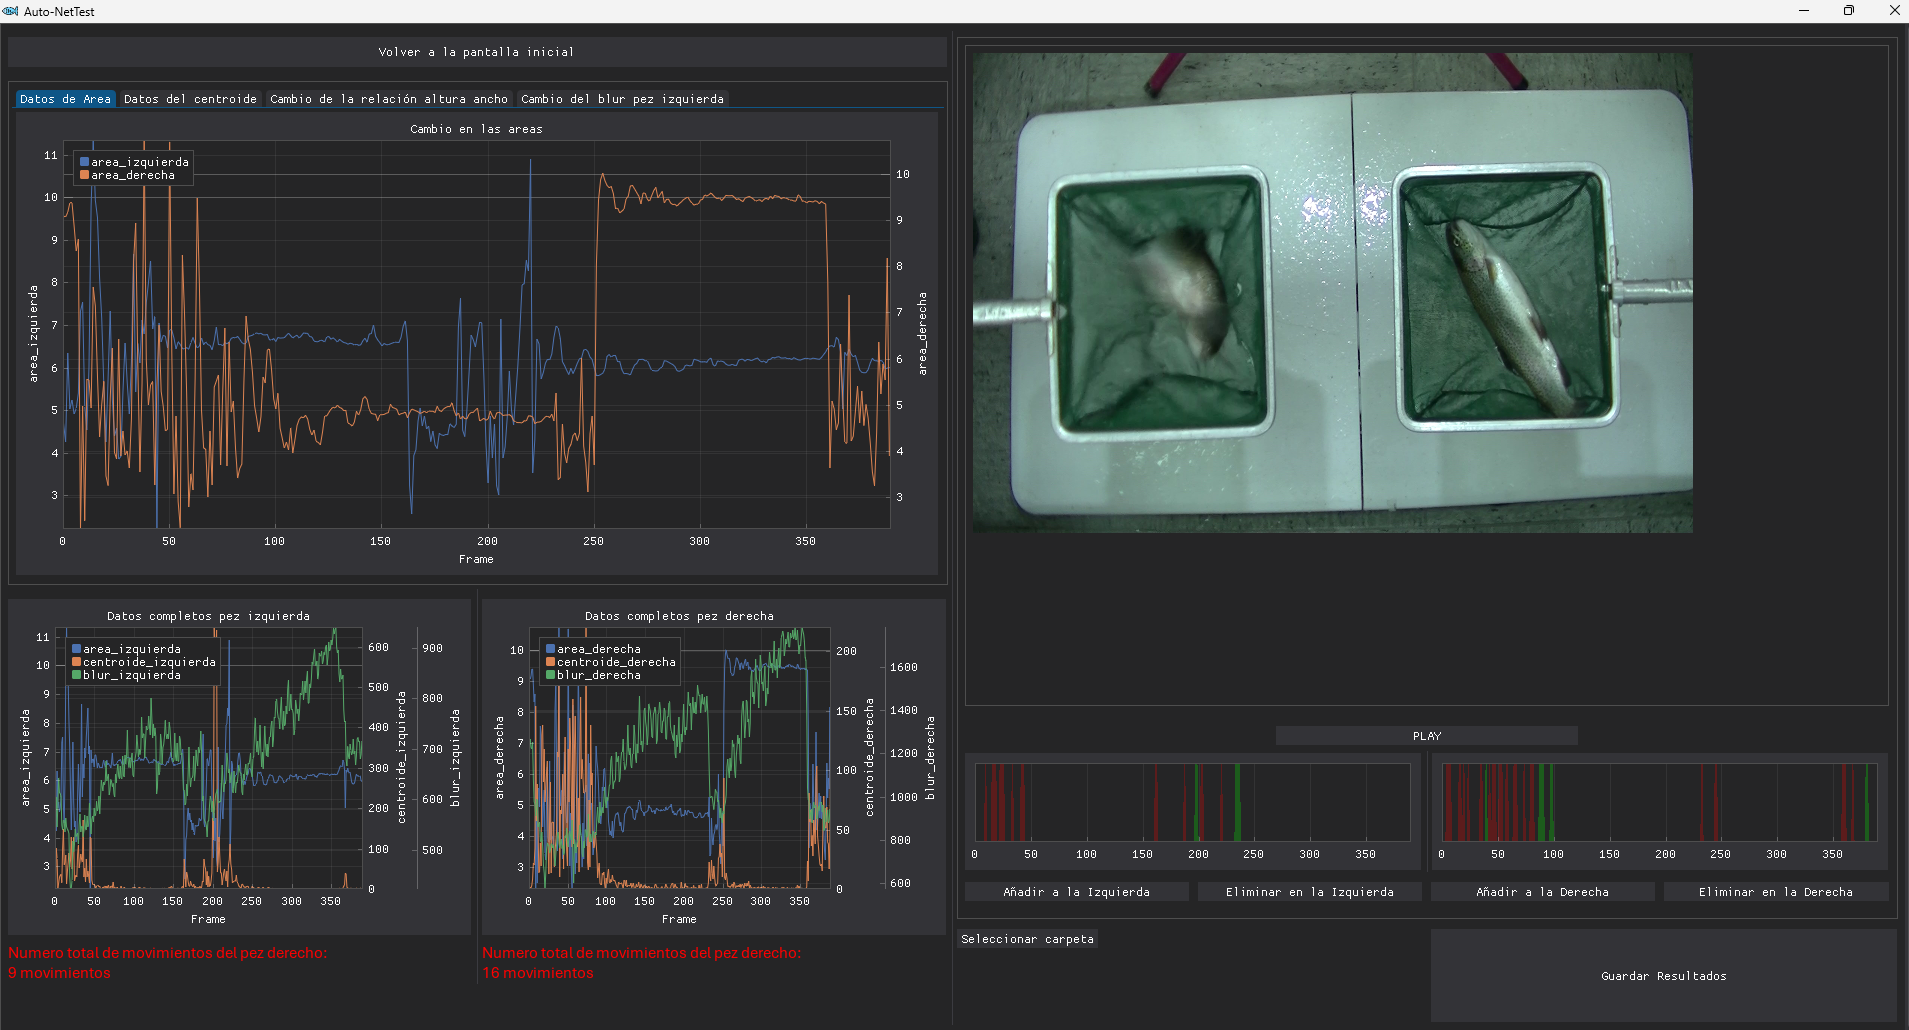 Auto-NetTest
Volver a la pantalla inicial
Datos de Area
Datos del centroide
Cambio de la relación altura ancho
Cambio del blur pez izquierda
Cambio en las areas
area_izquierda
area_derecha
11
10
9
8
7
6
5
4
3
area_izquierda
10
9
8
7
6
5
4
3
area_derecha
0 50 100 150 200 250 300 350
Frame
Datos completos pez izquierda
area_izquierda
centroide_izquierda
blur_izquierda
11
10
9
8
7
6
5
4
3
area_izquierda
600
500
400
300
200
100
0
centroide_izquierda
900
800
700
600
500
blur_izquierda
0 50 100 150 200 250 300 350
Frame
Datos completos pez derecha
area_derecha
centroide_derecha
blur_derecha
10
9
8
7
6
5
4
3
area_derecha
200
150
100
50
0
centroide_derecha
1600
1400
1200
1000
800
600
blur_derecha
0 50 100 150 200 250 300 350
Frame
Numero total de movimientos del pez derecho:
9 movimientos
Numero total de movimientos del pez derecho:
16 movimientos
PLAY
0 50 100 150 200 250 300 350
0 50 100 150 200 250 300 350
Añadir a la Izquierda
Eliminar en la Izquierda
Añadir a la Derecha
Eliminar en la Derecha
Seleccionar carpeta
Guardar Resultados